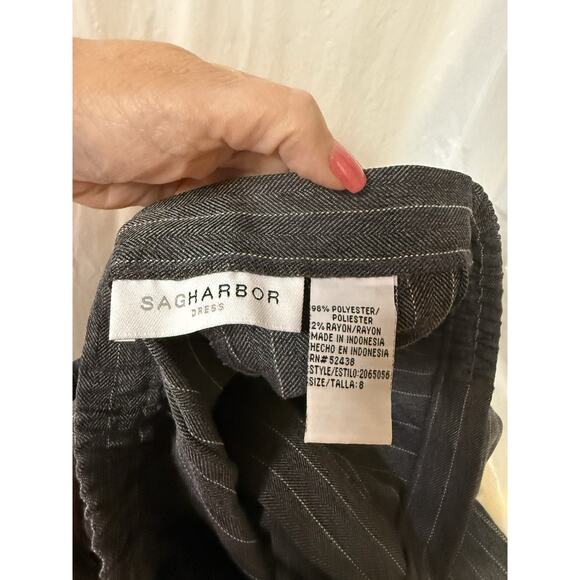 SAGHARBOR
DRESS
98% POLYESTER/
POLIESTER
2% RAYON/RAYON
MADE IN INDONESIA
HECHO EN INDONESIA
RN# 52438
STYLE/ESTILO:2065056
SIZE/TALLA: 8